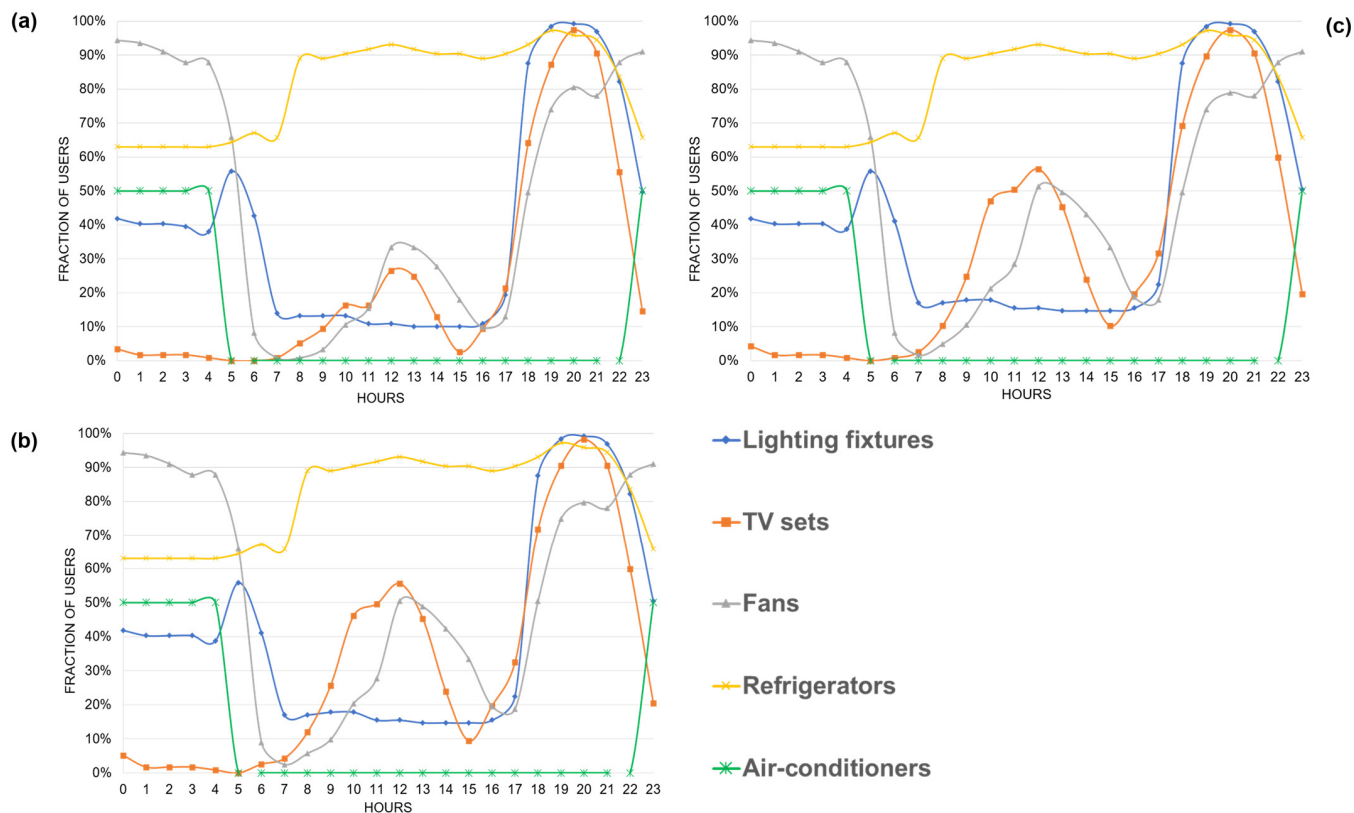 (a)
100%
90%
80%
70%
60%
50%
40%
30%
20%
10%
0%
FRACTION OF USERS
0 1 2 3 4 5 6 7 8 9 10 11 12 13 14 15 16 17 18 19 20 21 22 23
HOURS
(c)
100%
90%
80%
70%
60%
50%
40%
30%
20%
10%
0%
FRACTION OF USERS
0 1 2 3 4 5 6 7 8 9 10 11 12 13 14 15 16 17 18 19 20 21 22 23
HOURS
(b)
100%
90%
80%
70%
60%
50%
40%
30%
20%
10%
0%
FRACTION OF USERS
0 1 2 3 4 5 6 7 8 9 10 11 12 13 14 15 16 17 18 19 20 21 22 23
HOURS
Lighting fixtures
TV sets
Fans
Refrigerators
Air-conditioners